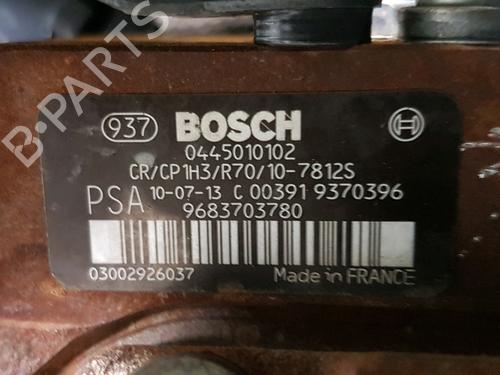 B-PARTS
937 BOSCH
0445010102
CR/CP1H3/R70/10-7812S
PSA 10-07-13 C 00391 9370396
9683703780
03002926037 Made in FRANCE